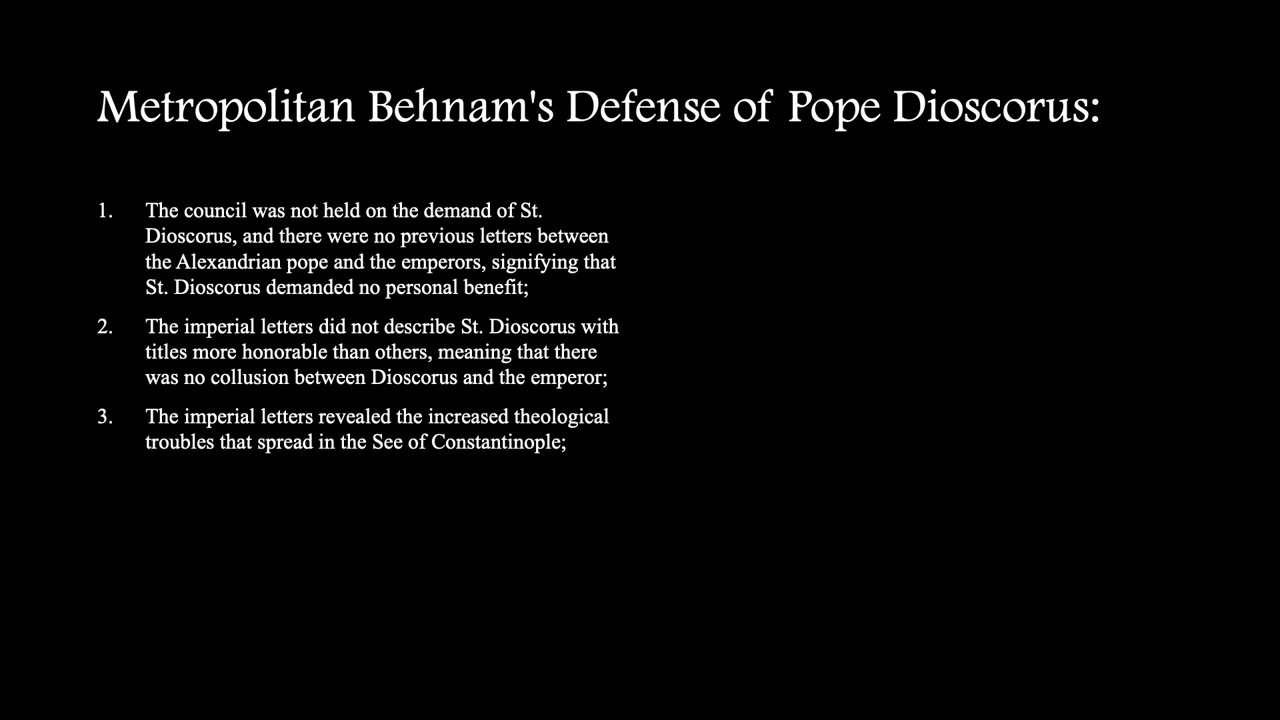 Metropolitan Behnam's Defense of Pope Dioscorus:
1. The council was not held on the demand of St.
Dioscorus, and there were no previous letters between
the Alexandrian pope and the emperors, signifying that
St. Dioscorus demanded no personal benefit;
2. The imperial letters did not describe St. Dioscorus with
titles more honorable than others, meaning that there
was no collusion between Dioscorus and the emperor;
3. The imperial letters revealed the increased theological
troubles that spread in the See of Constantinople;